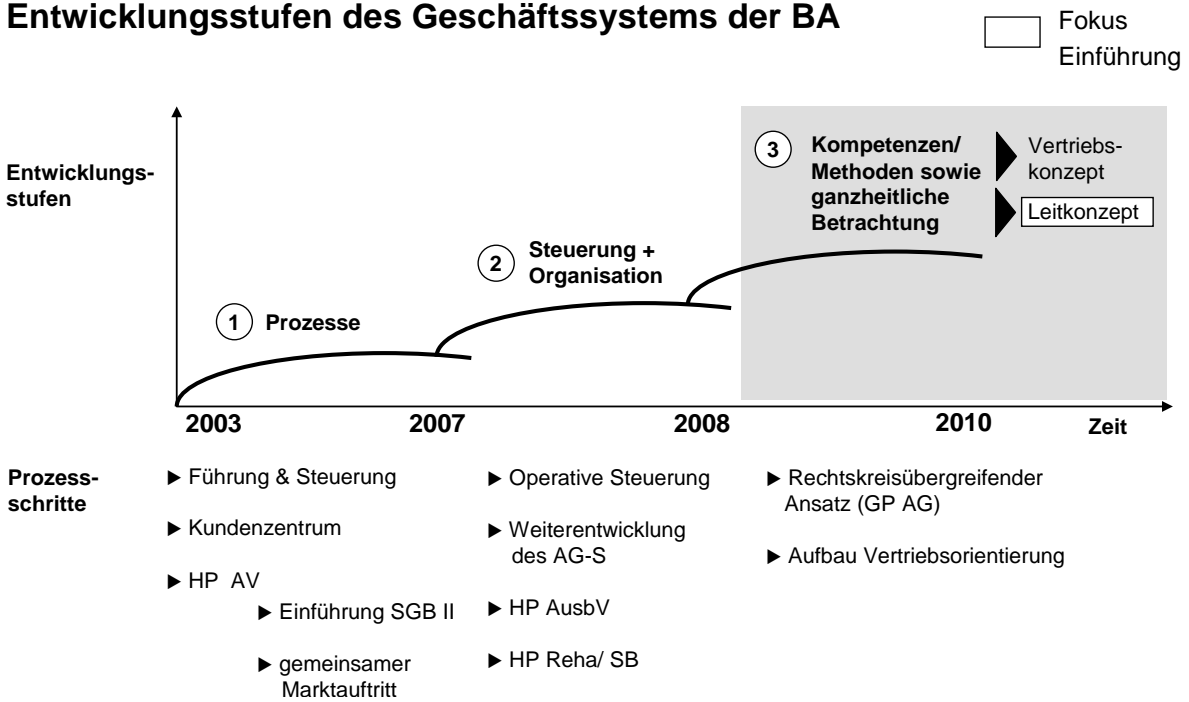 Entwicklungsstufen des Geschäftssystems der BA
Fokus
Einführung
Entwicklungs-
stufen
3
Kompetenzen/
Methoden sowie
ganzheitliche
Betrachtung
Vertriebs-
konzept
Leitkonzept
2
Steuerung +
Organisation
1
Prozesse
2003
2007
2008
2010
Zeit
Prozess-
schritte
▶ Führung & Steuerung
▶ Kundenzentrum
▶ HP AV
▶ Einführung SGB II
▶ gemeinsamer
Marktauftritt
▶ Operative Steuerung
▶ Weiterentwicklung
des AG-S
▶ HP AusbV
▶ HP Reha/ SB
▶ Rechtskreisübergreifender
Ansatz (GP AG)
▶ Aufbau Vertriebsorientierung